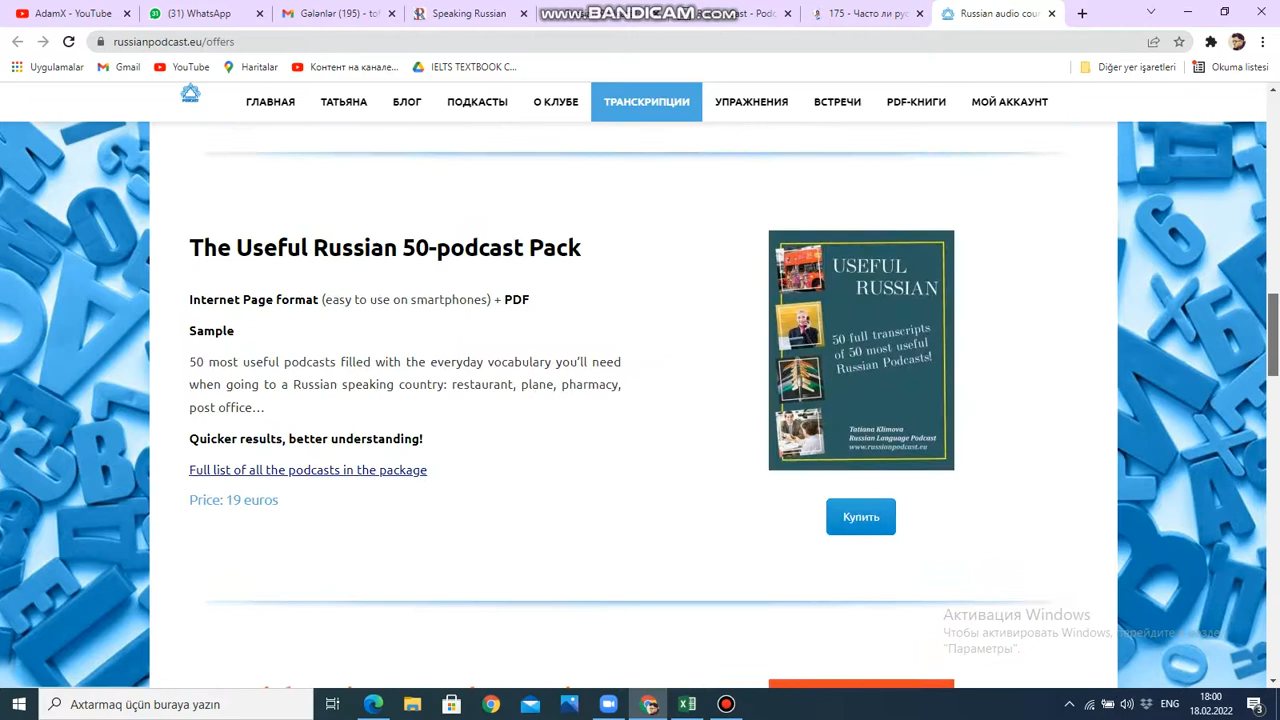 AdamX - YouTube
(31) WhatsApp
Gələnlər (195) - tof
Speaking Russian
www.BANDICAM.com
cast - Podc
175 - Часто ли рус
Russian audio cour
russianpodcast.eu/offers
Uygulamalar
Gmail
YouTube
Haritalar
Контент на канале...
IELTS TEXTBOOK C...
Diğer yer işaretleri
Okuma listesi
ГЛАВНАЯ
ТАТЬЯНА
БЛОГ
ПОДКАСТЫ
О КЛУБЕ
ТРАНСКРИПЦИИ
УПРАЖНЕНИЯ
ВСТРЕЧИ
PDF-КНИГИ
МОЙ АККАУНТ
The Useful Russian 50-podcast Pack
Internet Page format (easy to use on smartphones) + PDF
Sample
50 most useful podcasts filled with the everyday vocabulary you'll need
when going to a Russian speaking country: restaurant, plane, pharmacy,
post office…
Quicker results, better understanding!
Full list of all the podcasts in the package
Price: 19 euros
USEFUL
RUSSIAN
50 full transcripts
of 50 most useful
Russian Podcasts!
Tatiana Klimova
Russian Language Podcast
www.russianpodcast.eu
Купить
Активация Windows
Чтобы активировать Windows, перейдите в раздел
"Параметры".
Axtarmaq üçün buraya yazın
ENG
18:00
18.02.2022